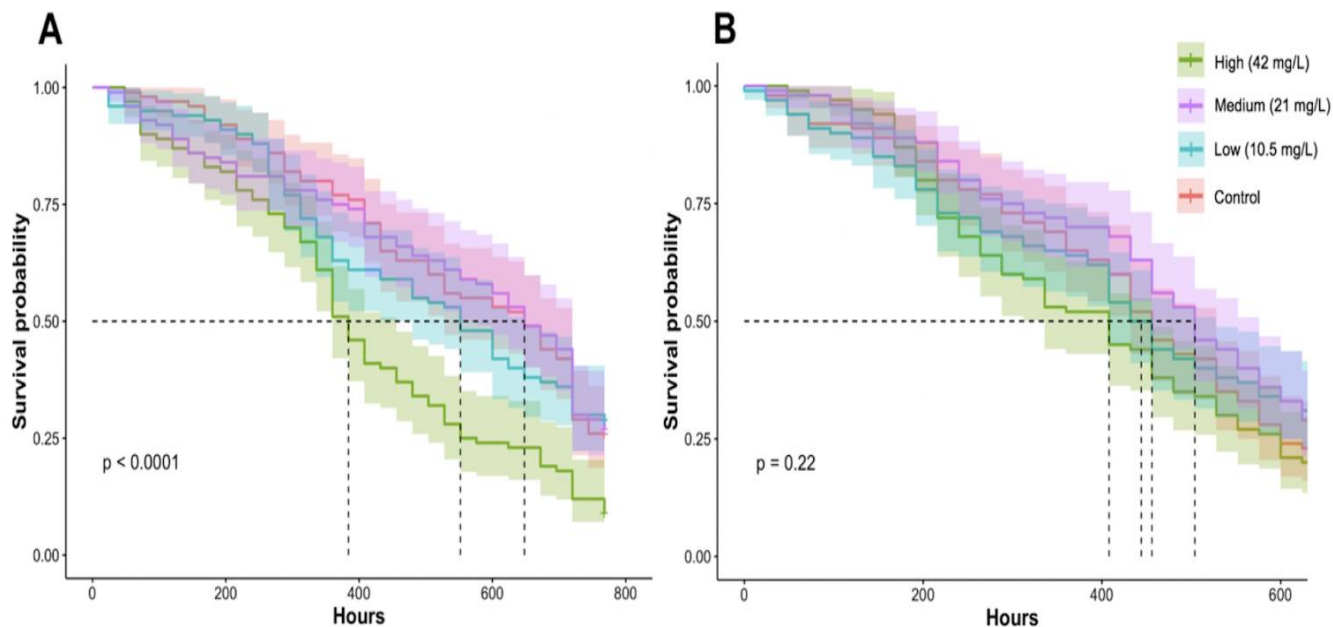 A
B
High (42 mg/L)
Medium (21 mg/L)
Low (10.5 mg/L)
Control
Survival probability
1.00
0.75
0.50
0.25
0.00
p < 0.0001
0
200
400
600
800
Hours
Survival probability
1.00
0.75
0.50
0.25
0.00
p = 0.22
0
200
400
600
Hours